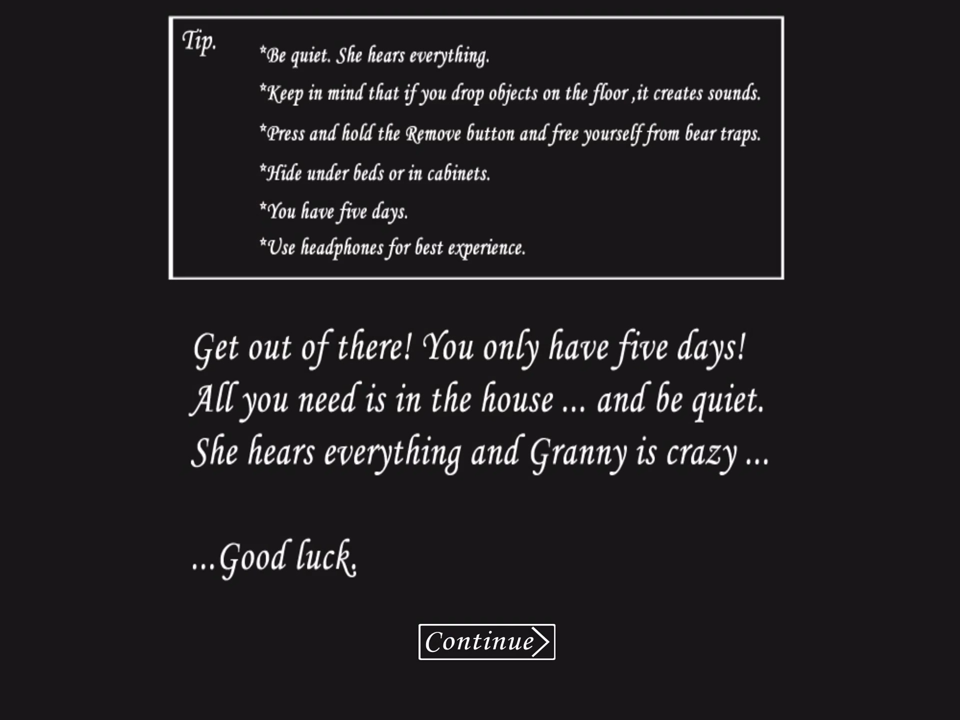 Tip.
*Be quiet. She hears everything.
*Keep in mind that if you drop objects on the floor ,it creates sounds.
*Press and hold the Remove button and free yourself from bear traps.
*Hide under beds or in cabinets.
*You have five days.
*Use headphones for best experience.
Get out of there! You only have five days!
All you need is in the house ... and be quiet.
She hears everything and Granny is crazy ...
...Good luck.
Continue